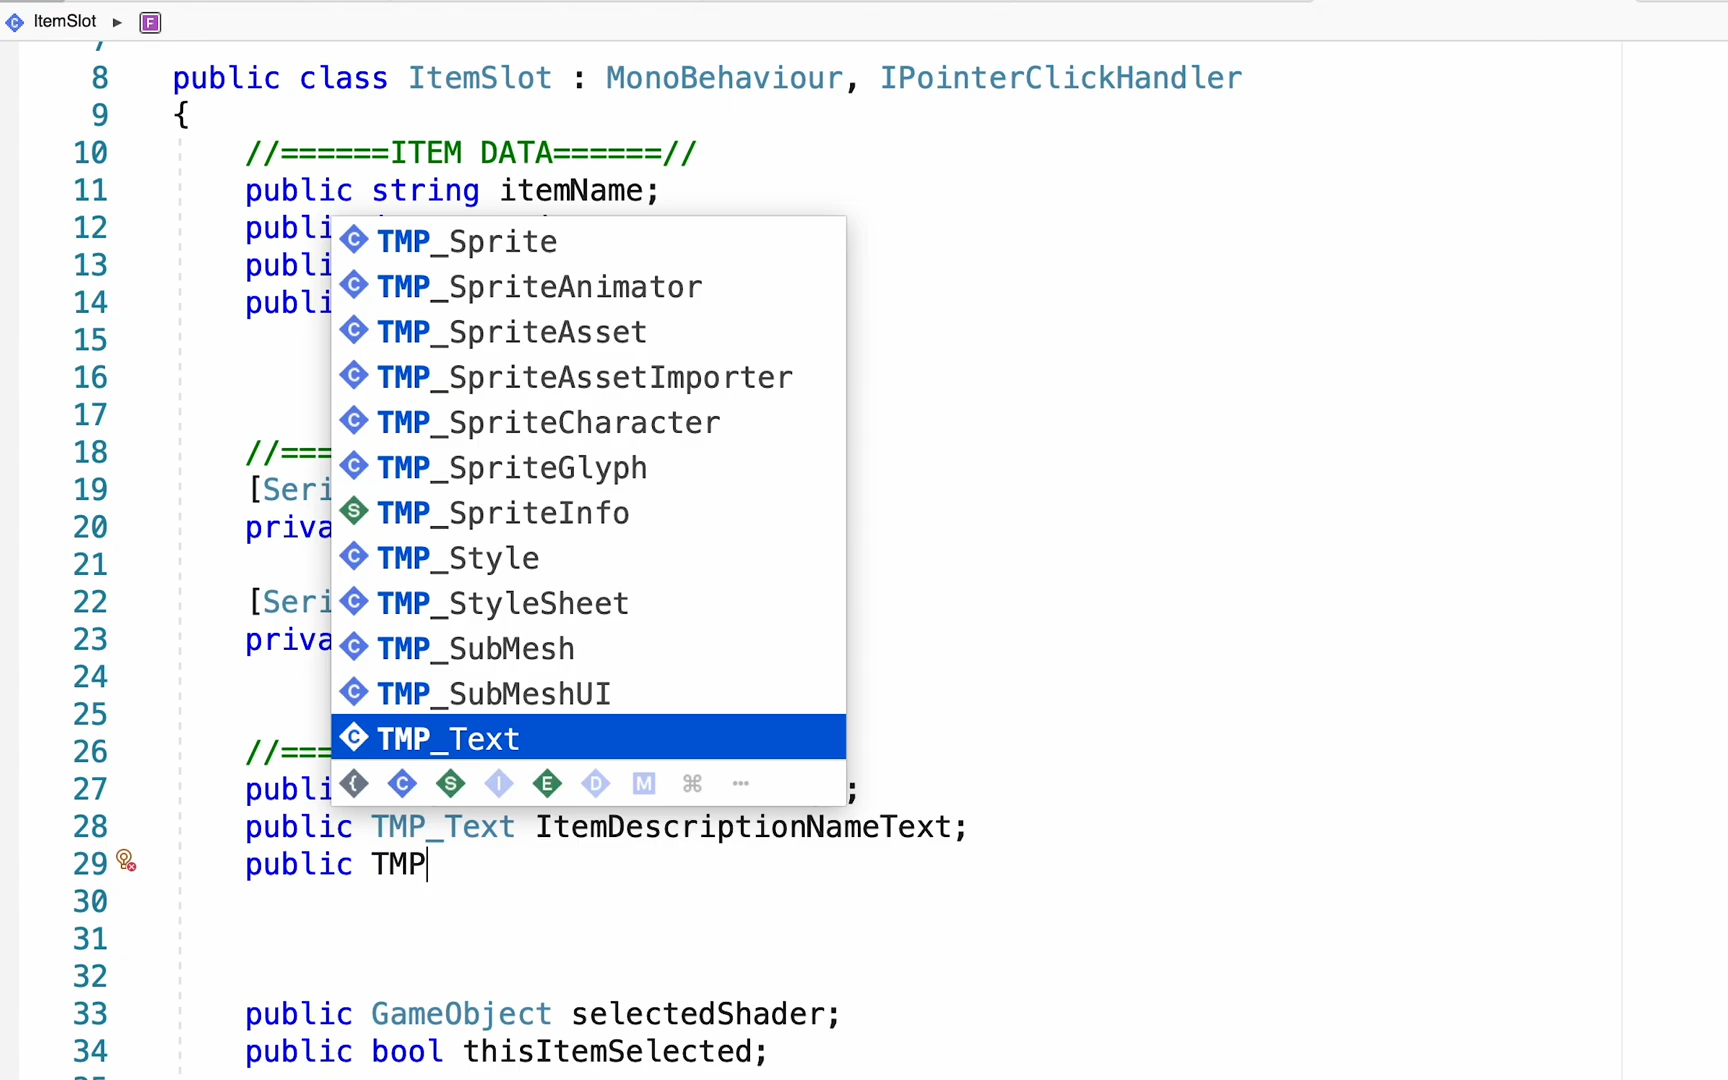 ItemSlot
7
8 public class ItemSlot : MonoBehaviour, IPointerClickHandler
9 {
10 //======ITEM DATA======//
11 public string itemName;
12 publi
13 publi
14 publi
15
16
17
18 //===
19 [Seri
20 priva
21
22 [Seri
23 priva
24
25
26 //===
27 publi ;
28 public TMP_Text ItemDescriptionNameText;
29 public TMP
30
31
32
33 public GameObject selectedShader;
34 public bool thisItemSelected;
TMP_Sprite
TMP_SpriteAnimator
TMP_SpriteAsset
TMP_SpriteAssetImporter
TMP_SpriteCharacter
TMP_SpriteGlyph
TMP_SpriteInfo
TMP_Style
TMP_StyleSheet
TMP_SubMesh
TMP_SubMeshUI
TMP_Text